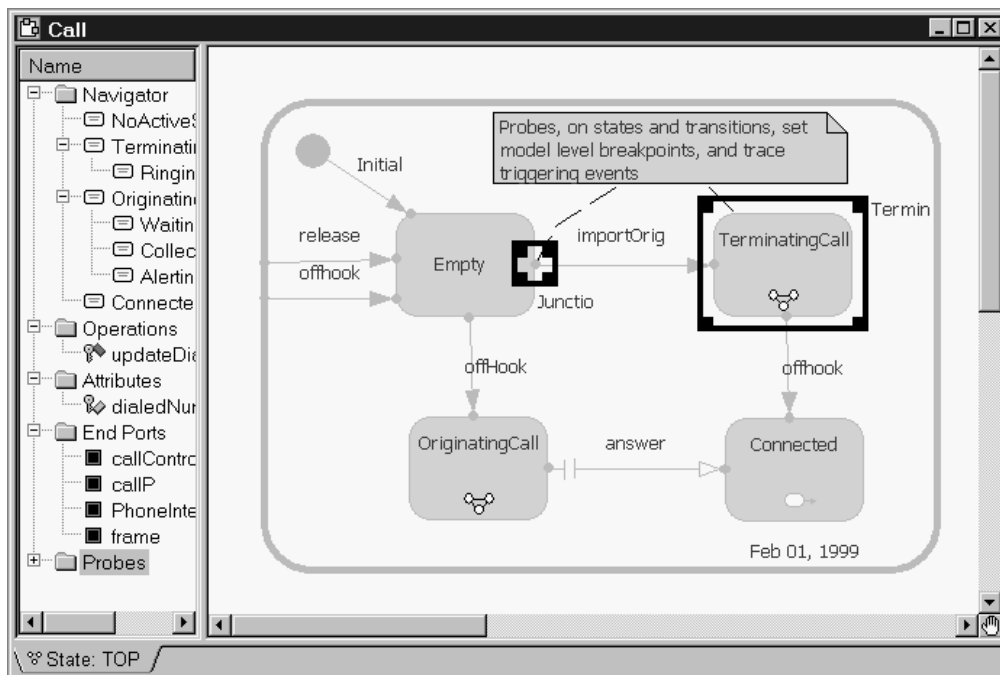 Call
Name
Navigator
NoActiveS
Terminatin
Ringin
Originating
Waitin
Collec
Alertin
Connecte
Operations
updateDia
Attributes
dialedNun
End Ports
callContro
callP
PhoneInte
frame
Probes
Probes, on states and transitions, set
model level breakpoints, and trace
triggering events
Initial
Termin
release
importOrig
TerminatingCall
Empty
offhook
Junctio
offHook
offhook
OriginatingCall
answer
Connected
Feb 01, 1999
State: TOP